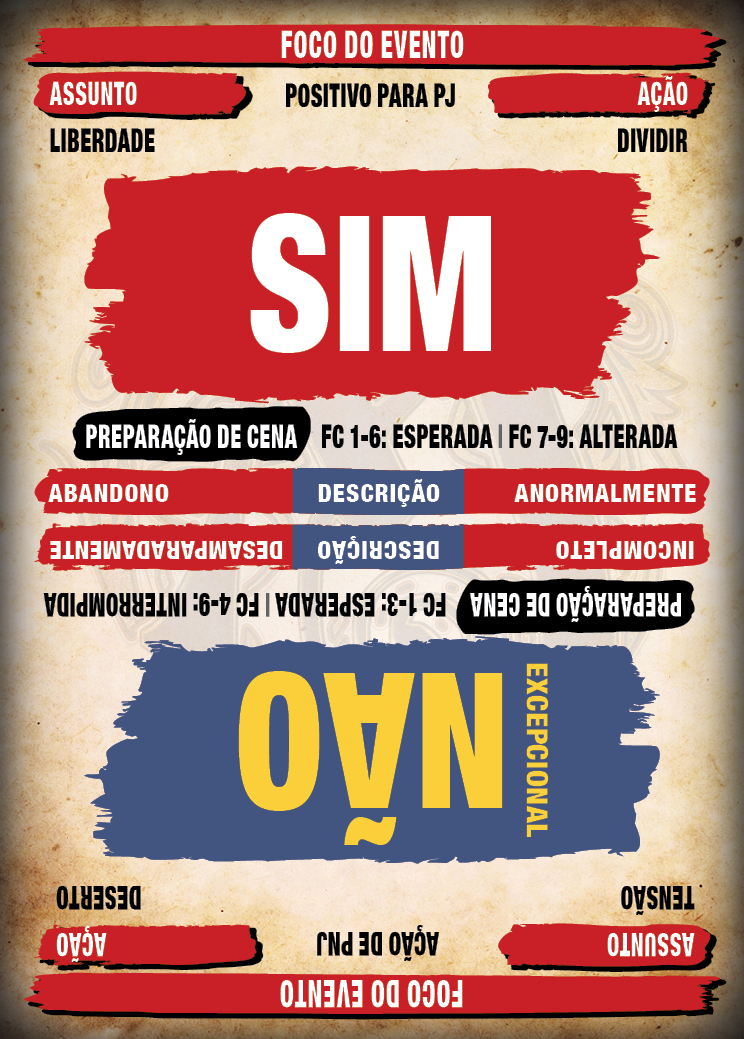 FOCO DO EVENTO
ASSUNTO POSITIVO PARA PJ AÇÃO
LIBERDADE DIVIDIR
SIM
PREPARAÇÃO DE CENA FC 1-6: ESPERADA | FC 7-9: ALTERADA
ABANDONO DESCRIÇÃO ANORMALMENTE
INCOMPLETO DESCRIÇÃO DESAMPARADAMENTE
PREPARAÇÃO DE CENA FC 1-3: ESPERADA | FC 4-9: INTERROMPIDA
EXCEPCIONAL
NÃO
TENSÃO DESERTO
ASSUNTO AÇÃO DE PNJ AÇÃO
FOCO DO EVENTO